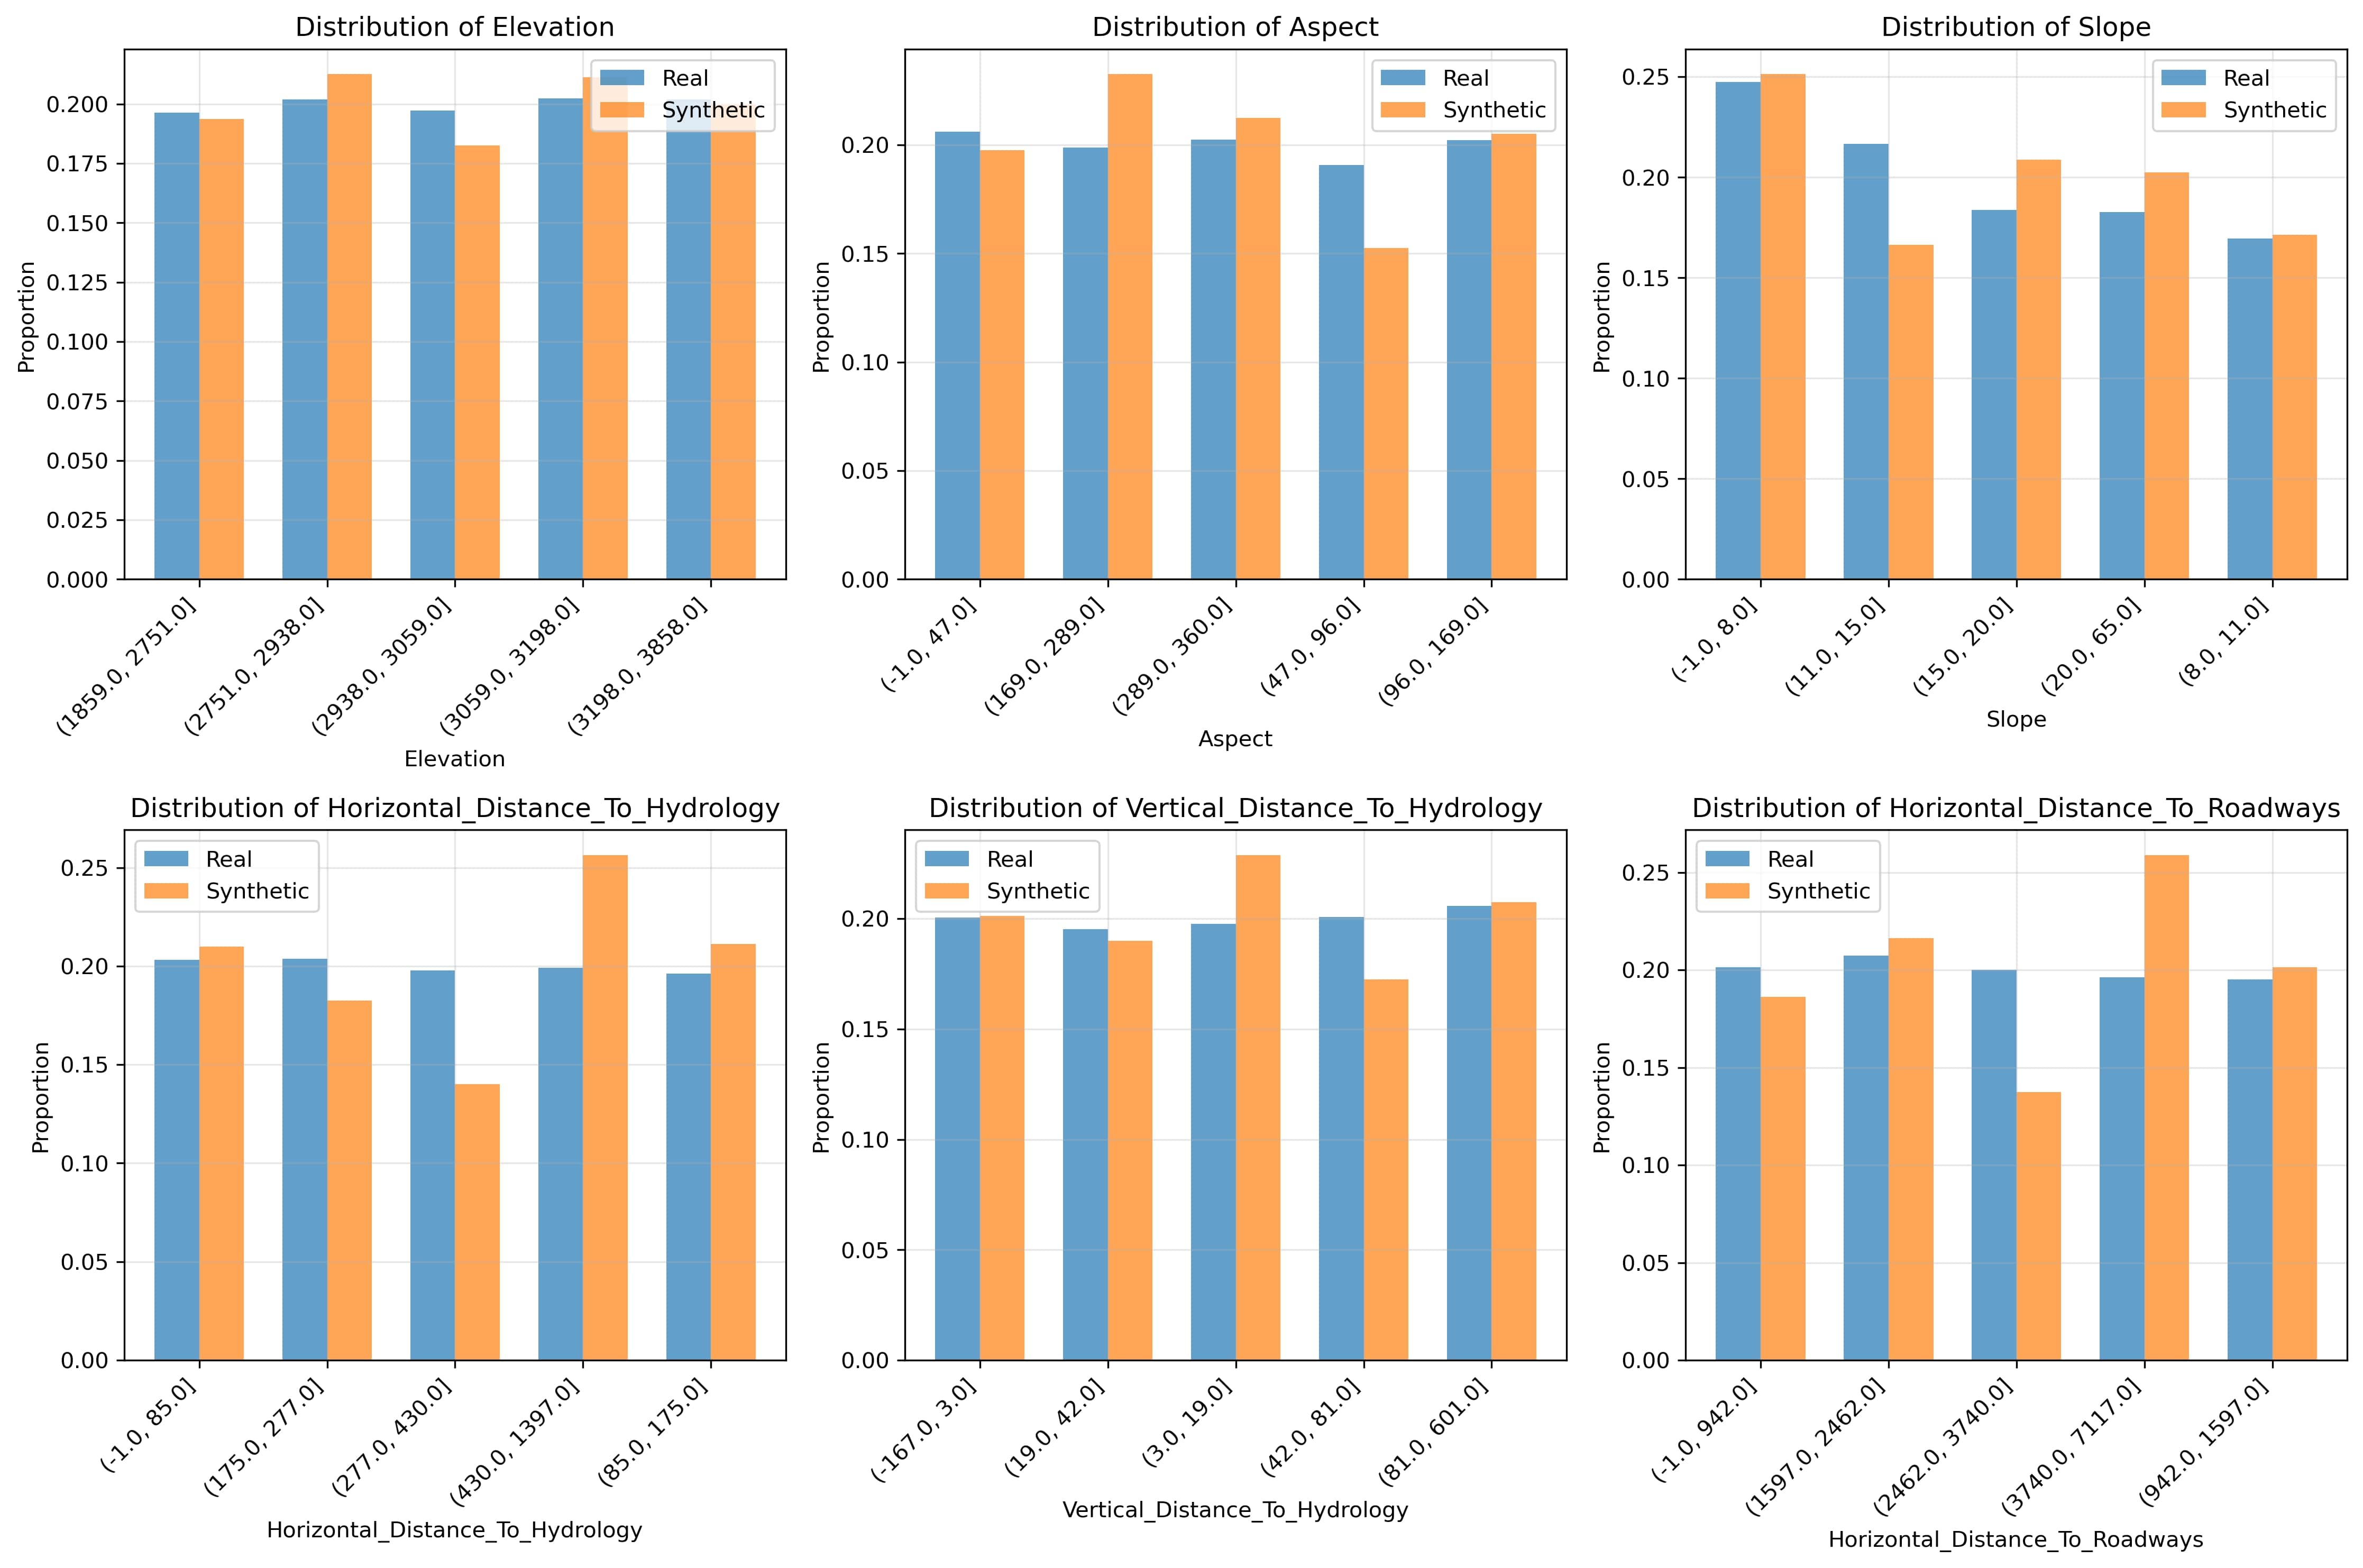 Distribution of Elevation
Proportion
0.200
0.175
0.150
0.125
0.100
0.075
0.050
0.025
0.000
Real
Synthetic
(1859.0, 2751.0]
(2751.0, 2938.0]
(2938.0, 3059.0]
(3059.0, 3198.0]
(3198.0, 3858.0]
Elevation
Distribution of Aspect
Proportion
0.20
0.15
0.10
0.05
0.00
Real
Synthetic
(-1.0, 47.0]
(169.0, 289.0]
(289.0, 360.0]
(47.0, 96.0]
(96.0, 169.0]
Aspect
Distribution of Slope
Proportion
0.25
0.20
0.15
0.10
0.05
0.00
Real
Synthetic
(-1.0, 8.0]
(11.0, 15.0]
(15.0, 20.0]
(20.0, 65.0]
(8.0, 11.0]
Slope
Distribution of Horizontal_Distance_To_Hydrology
Proportion
0.25
0.20
0.15
0.10
0.05
0.00
Real
Synthetic
(-1.0, 85.0]
(175.0, 277.0]
(277.0, 430.0]
(430.0, 1397.0]
(85.0, 175.0]
Horizontal_Distance_To_Hydrology
Distribution of Vertical_Distance_To_Hydrology
Proportion
0.20
0.15
0.10
0.05
0.00
Real
Synthetic
(-167.0, 3.0]
(19.0, 42.0]
(3.0, 19.0]
(42.0, 81.0]
(81.0, 601.0]
Vertical_Distance_To_Hydrology
Distribution of Horizontal_Distance_To_Roadways
Proportion
0.25
0.20
0.15
0.10
0.05
0.00
Real
Synthetic
(-1.0, 942.0]
(1597.0, 2462.0]
(2462.0, 3740.0]
(3740.0, 7117.0]
(942.0, 1597.0]
Horizontal_Distance_To_Roadways